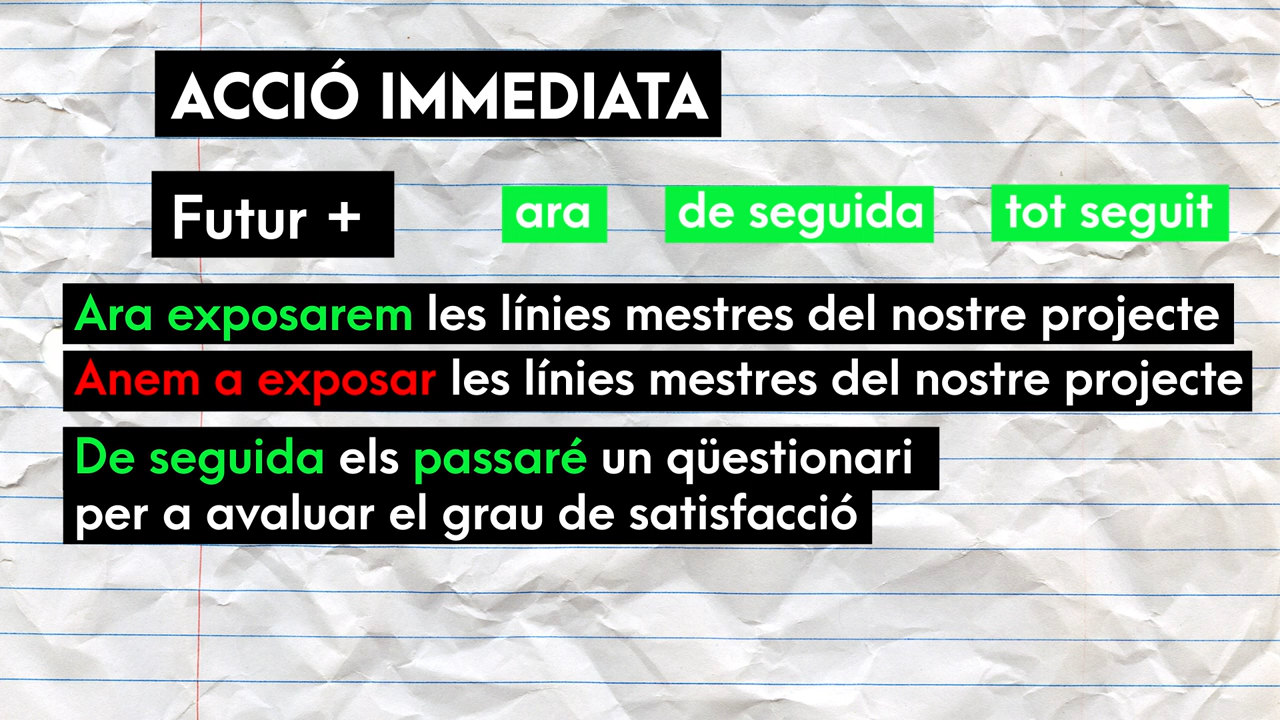 ACCIÓ IMMEDIATA
Futur + ara de seguida tot seguit
Ara exposarem les línies mestres del nostre projecte
Anem a exposar les línies mestres del nostre projecte
De seguida els passaré un qüestionari
per a avaluar el grau de satisfacció